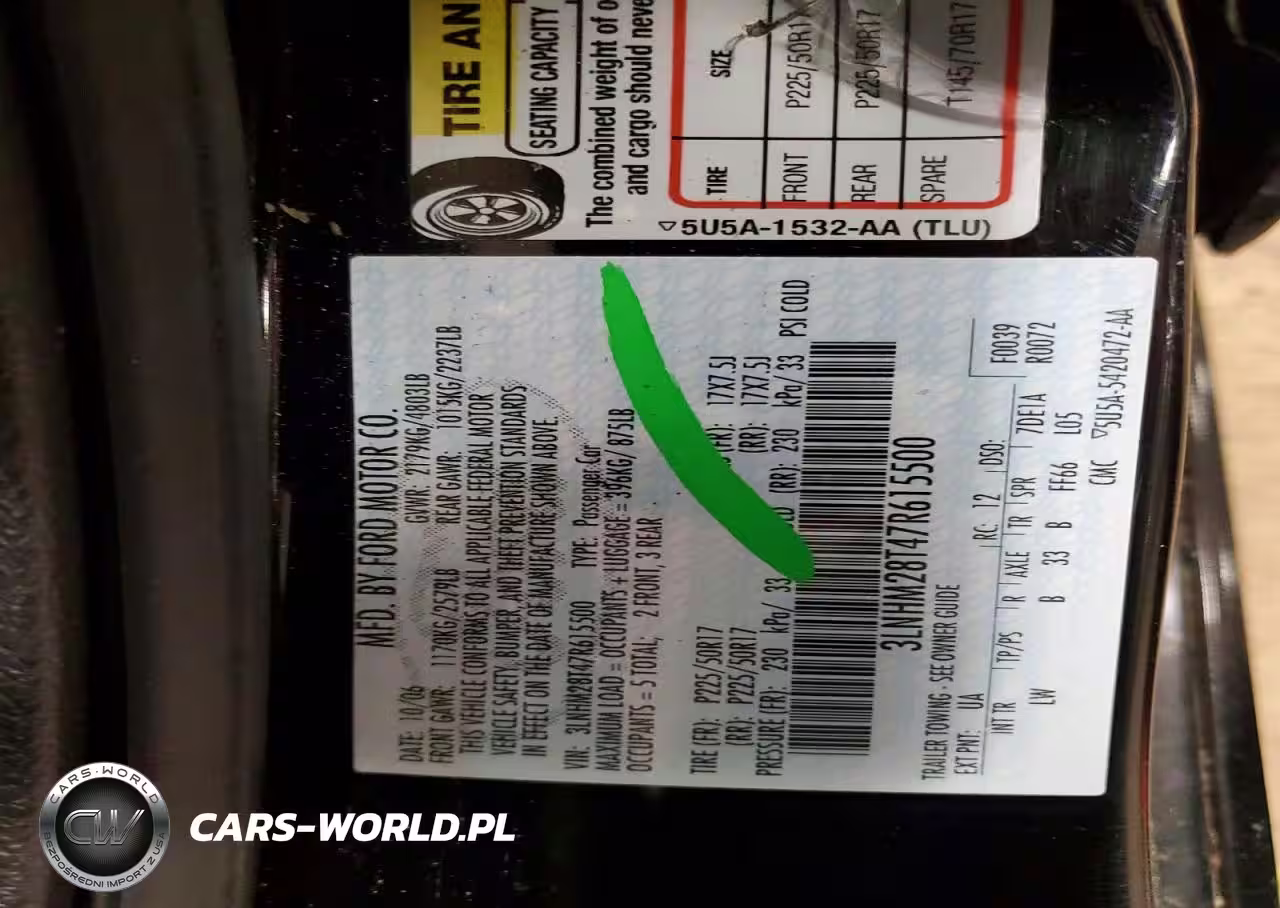 TIRE AN
SEATING CAPACITY
The combined weight of o
and cargo should neve
TIRE SIZE
FRONT P225/50R17
REAR P225/50R17
SPARE T145/70R17
5U5A-1532-AA (TLU)
MFD. BY FORD MOTOR CO.
DATE: 10/06 GVWR: 2179KG/4803LB
FRONT GAWR: 1170KG/2579LB REAR GAWR: 1015KG/2237LB
THIS VEHICLE CONFORMS TO ALL APPLICABLE FEDERAL MOTOR
VEHICLE SAFETY, BUMPER, AND THEFT PREVENTION STANDARDS
IN EFFECT ON THE DATE OF MANUFACTURE SHOWN ABOVE.
VIN: 3LNHM28T47R615500 TYPE: Passenger Car
MAXIMUM LOAD = OCCUPANTS + LUGGAGE = 396KG/875LB
OCCUPANTS = 5 TOTAL; 2 FRONT, 3 REAR
TIRE (FR): P225/50R17 (FR): 17X7.5J
(RR): P225/50R17 (RR): 17X7.5J
PRESSURE (FR): 230 kPa/ 33 (RR): 230 kPa/ 33 PSI COLD
3LNHM28T47R615500
TRAILER TOWING - SEE OWNER GUIDE
EXT PNT: UA RC: 12 DSO: F0039
INT TR TP/PS R AXLE TR SPR 7DE1A R0072
LW B 33 B FF66 L05
CMC 5U5A-5420472-AA
CARS-WORLD
CW
BEZPOŚREDNI IMPORT Z USA
CARS-WORLD.PL